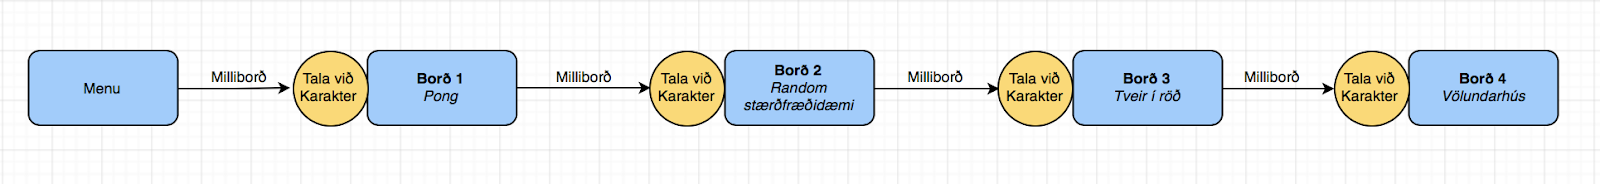 Menu
Milliborð
Tala við
Karakter
Borð 1
Pong
Milliborð
Tala við
Karakter
Borð 2
Random
stærðfræðidæmi
Milliborð
Tala við
Karakter
Borð 3
Tveir í röð
Milliborð
Tala við
Karakter
Borð 4
Völundarhús